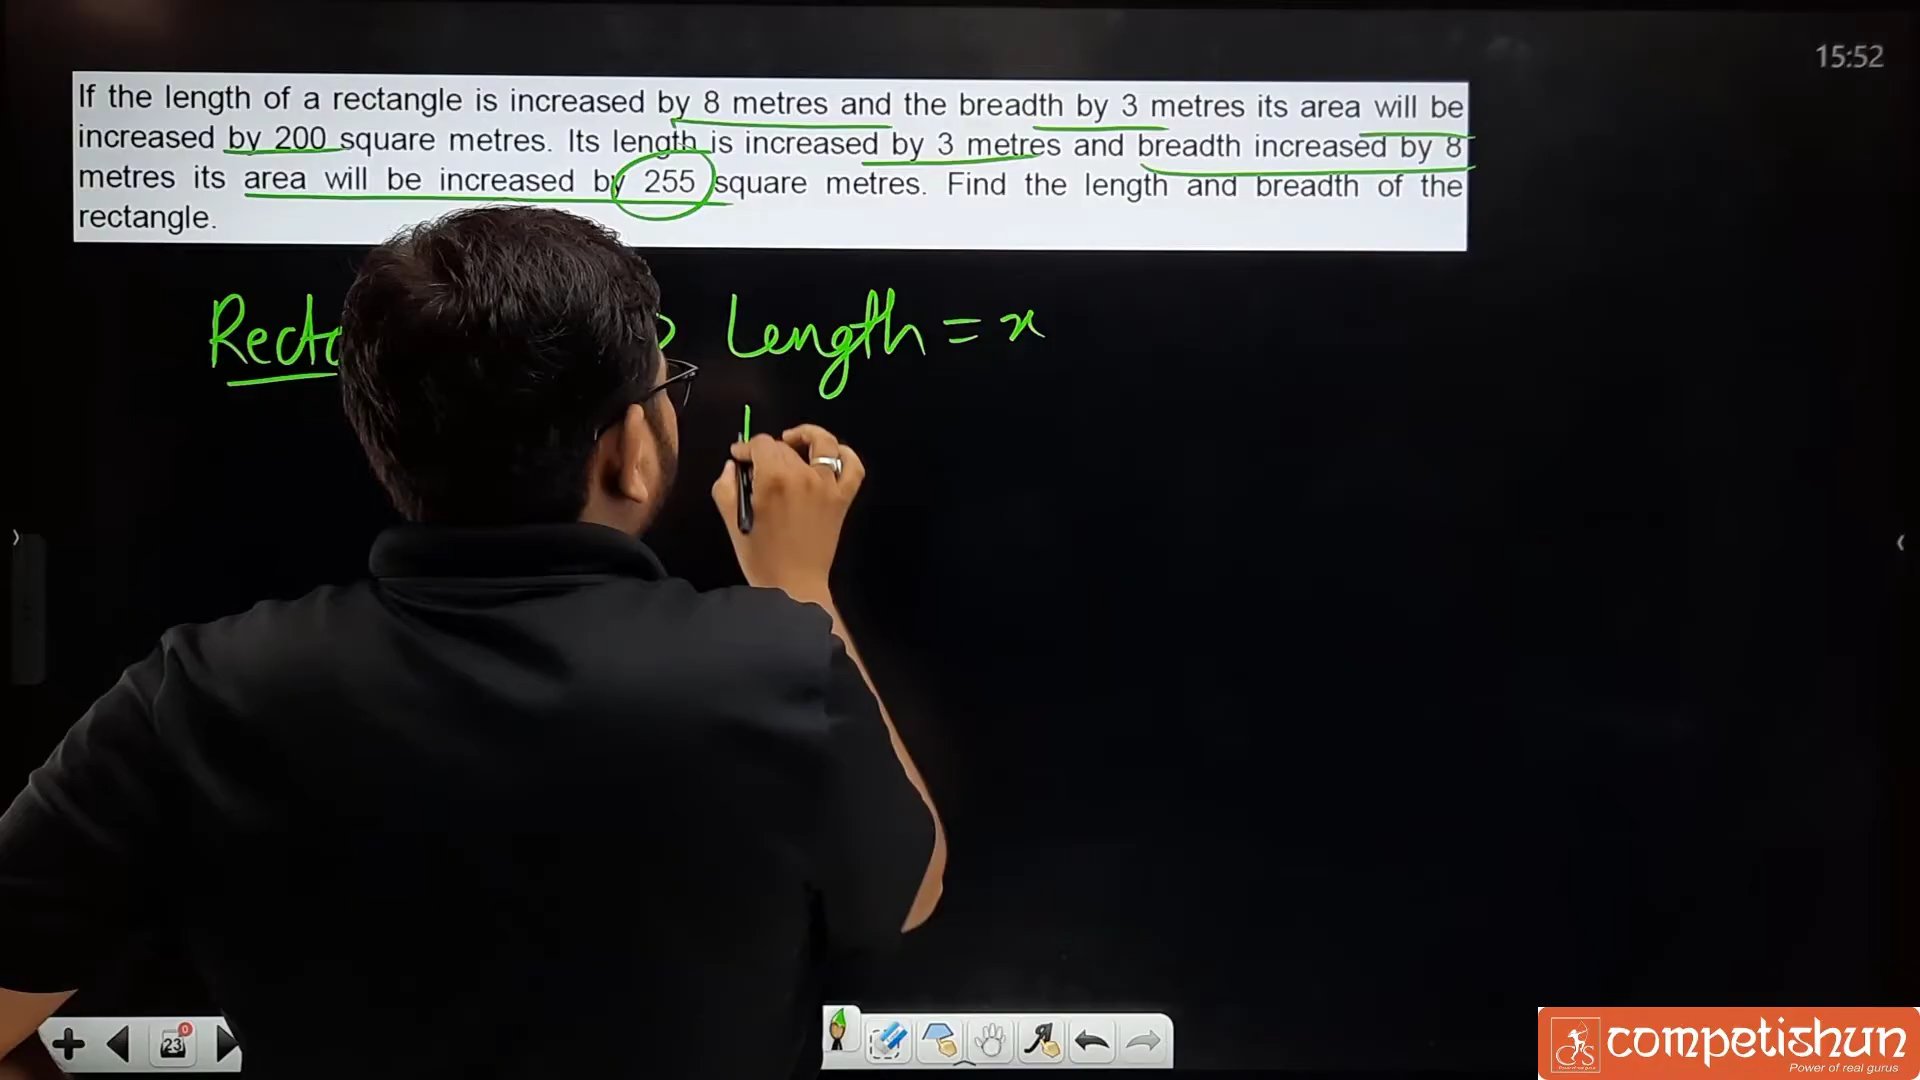 15:52
If the length of a rectangle is increased by 8 metres and the breadth by 3 metres its area will be
increased by 200 square metres. Its length is increased by 3 metres and breadth increased by 8
metres its area will be increased by 255 square metres. Find the length and breadth of the
rectangle.
Length = x
23
0
competishun
Power of real gurus